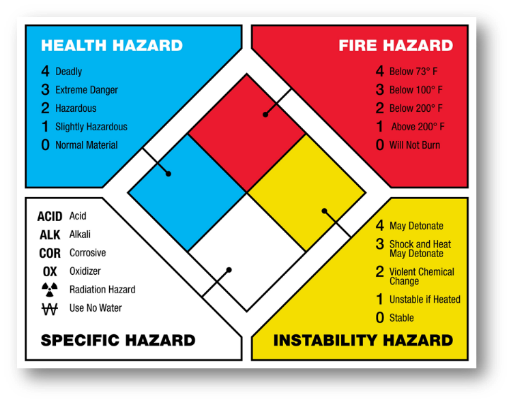 HEALTH HAZARD
4 Deadly
3 Extreme Danger
2 Hazardous
1 Slightly Hazardous
0 Normal Material
FIRE HAZARD
4 Below 73° F
3 Below 100° F
2 Below 200° F
1 Above 200° F
0 Will Not Burn
ACID Acid
ALK Alkali
COR Corrosive
OX Oxidizer
Radiation Hazard
W Use No Water
SPECIFIC HAZARD
4 May Detonate
3 Shock and Heat
May Detonate
2 Violent Chemical
Change
1 Unstable if Heated
0 Stable
INSTABILITY HAZARD